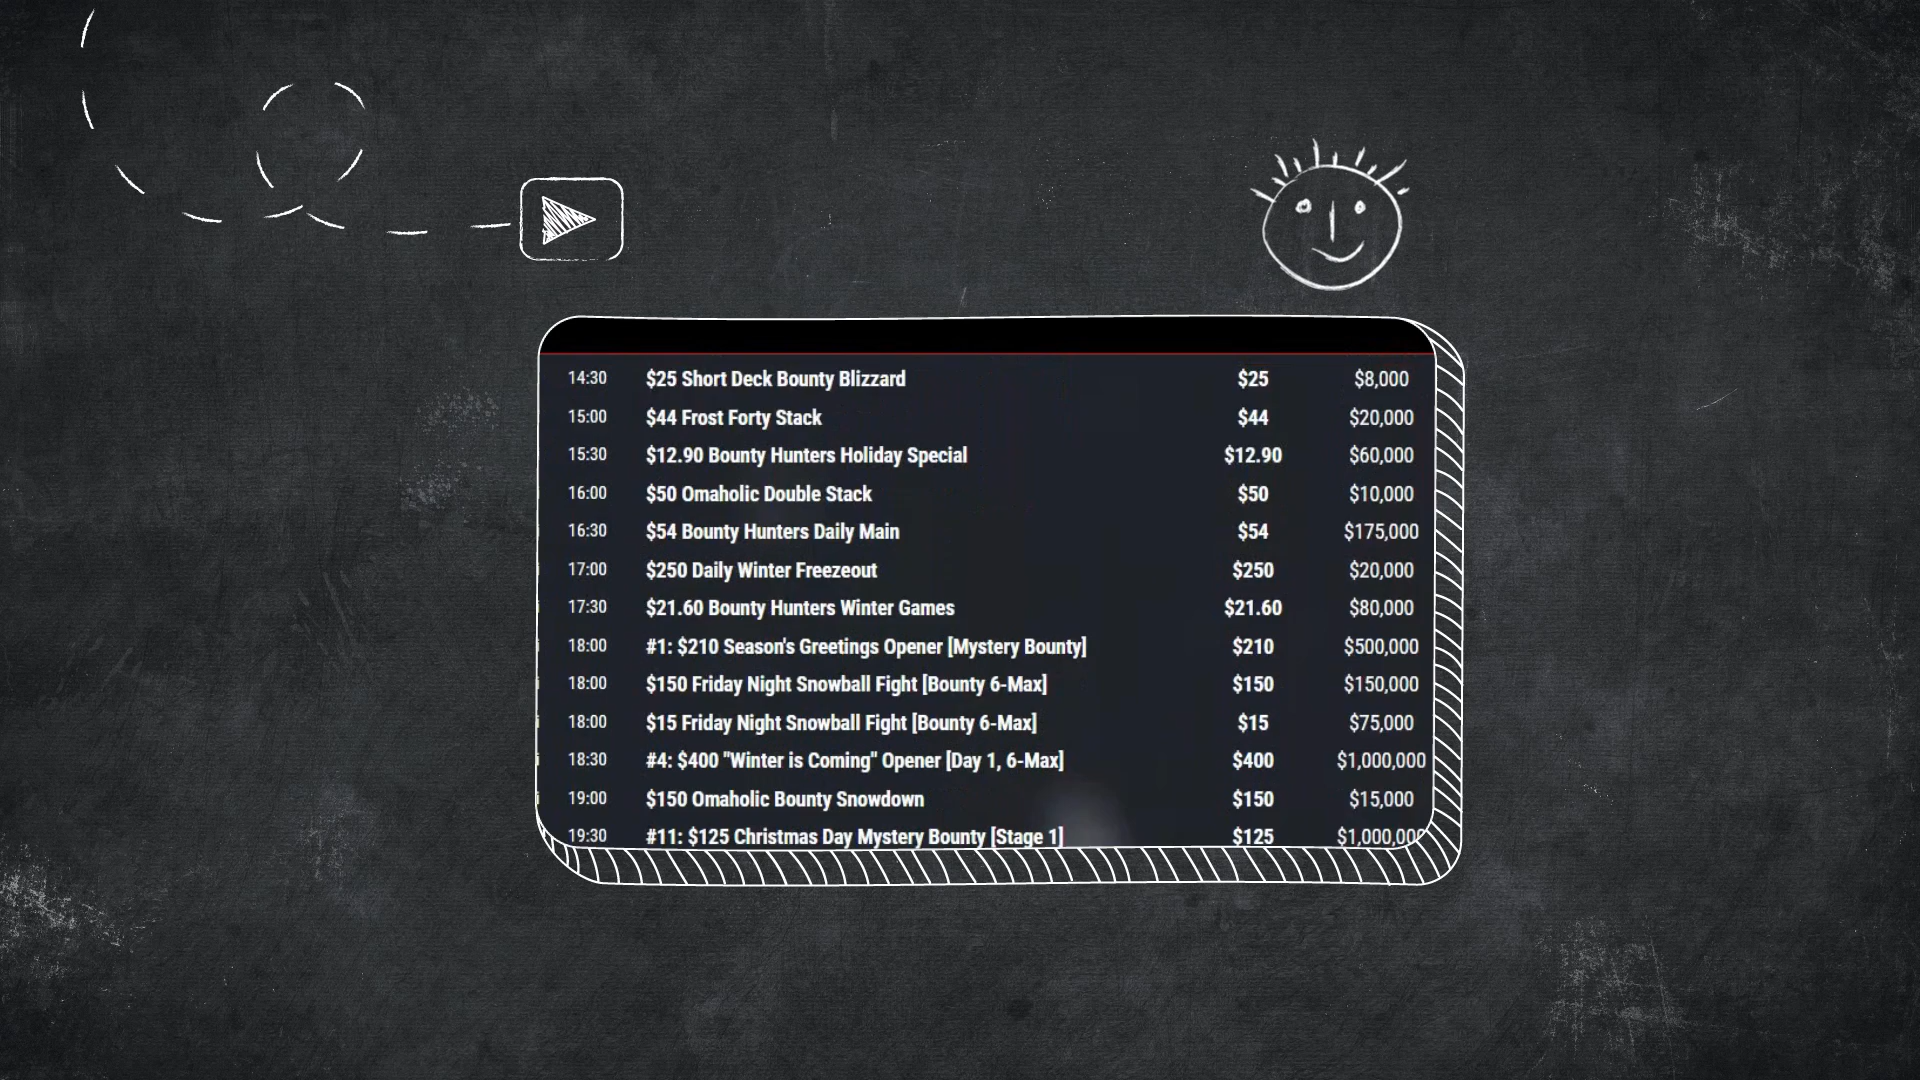 14:30 $25 Short Deck Bounty Blizzard $25 $8,000
15:00 $44 Frost Forty Stack $44 $20,000
15:30 $12.90 Bounty Hunters Holiday Special $12.90 $60,000
16:00 $50 Omaholic Double Stack $50 $10,000
16:30 $54 Bounty Hunters Daily Main $54 $175,000
17:00 $250 Daily Winter Freezeout $250 $20,000
17:30 $21.60 Bounty Hunters Winter Games $21.60 $80,000
18:00 #1: $210 Season's Greetings Opener [Mystery Bounty] $210 $500,000
18:00 $150 Friday Night Snowball Fight [Bounty 6-Max] $150 $150,000
18:00 $15 Friday Night Snowball Fight [Bounty 6-Max] $15 $75,000
18:30 #4: $400 "Winter is Coming" Opener [Day 1, 6-Max] $400 $1,000,000
19:00 $150 Omaholic Bounty Snowdown $150 $15,000
19:30 #11: $125 Christmas Day Mystery Bounty [Stage 1] $125 $1,000,000